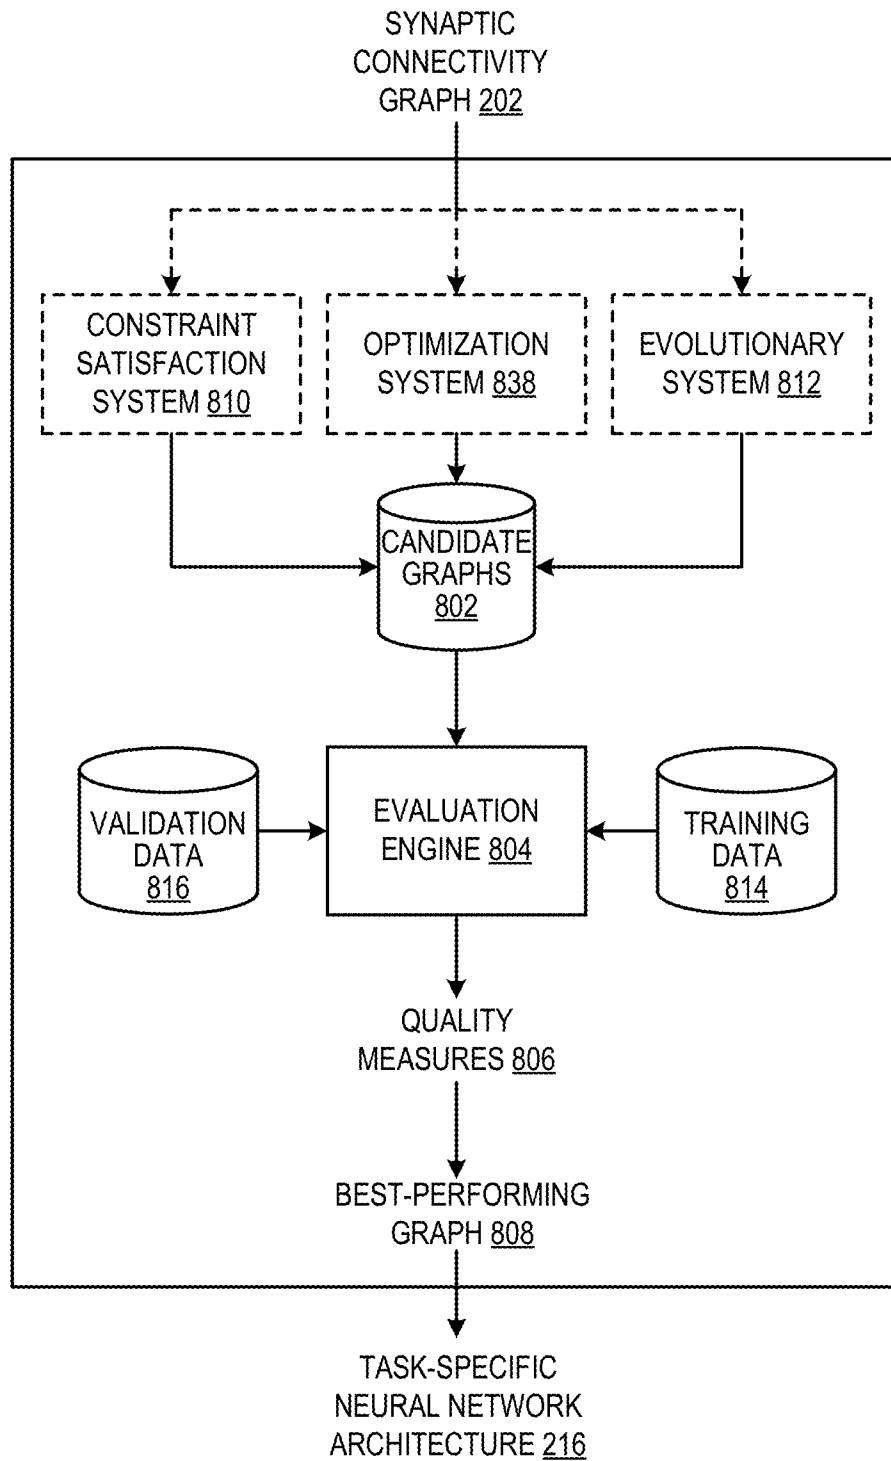 SYNAPTIC
CONNECTIVITY
GRAPH 202
CONSTRAINT
SATISFACTION
SYSTEM 810
OPTIMIZATION
SYSTEM 838
EVOLUTIONARY
SYSTEM 812
CANDIDATE
GRAPHS
802
VALIDATION
DATA
816
EVALUATION
ENGINE 804
TRAINING
DATA
814
QUALITY
MEASURES 806
BEST-PERFORMING
GRAPH 808
TASK-SPECIFIC
NEURAL NETWORK
ARCHITECTURE 216